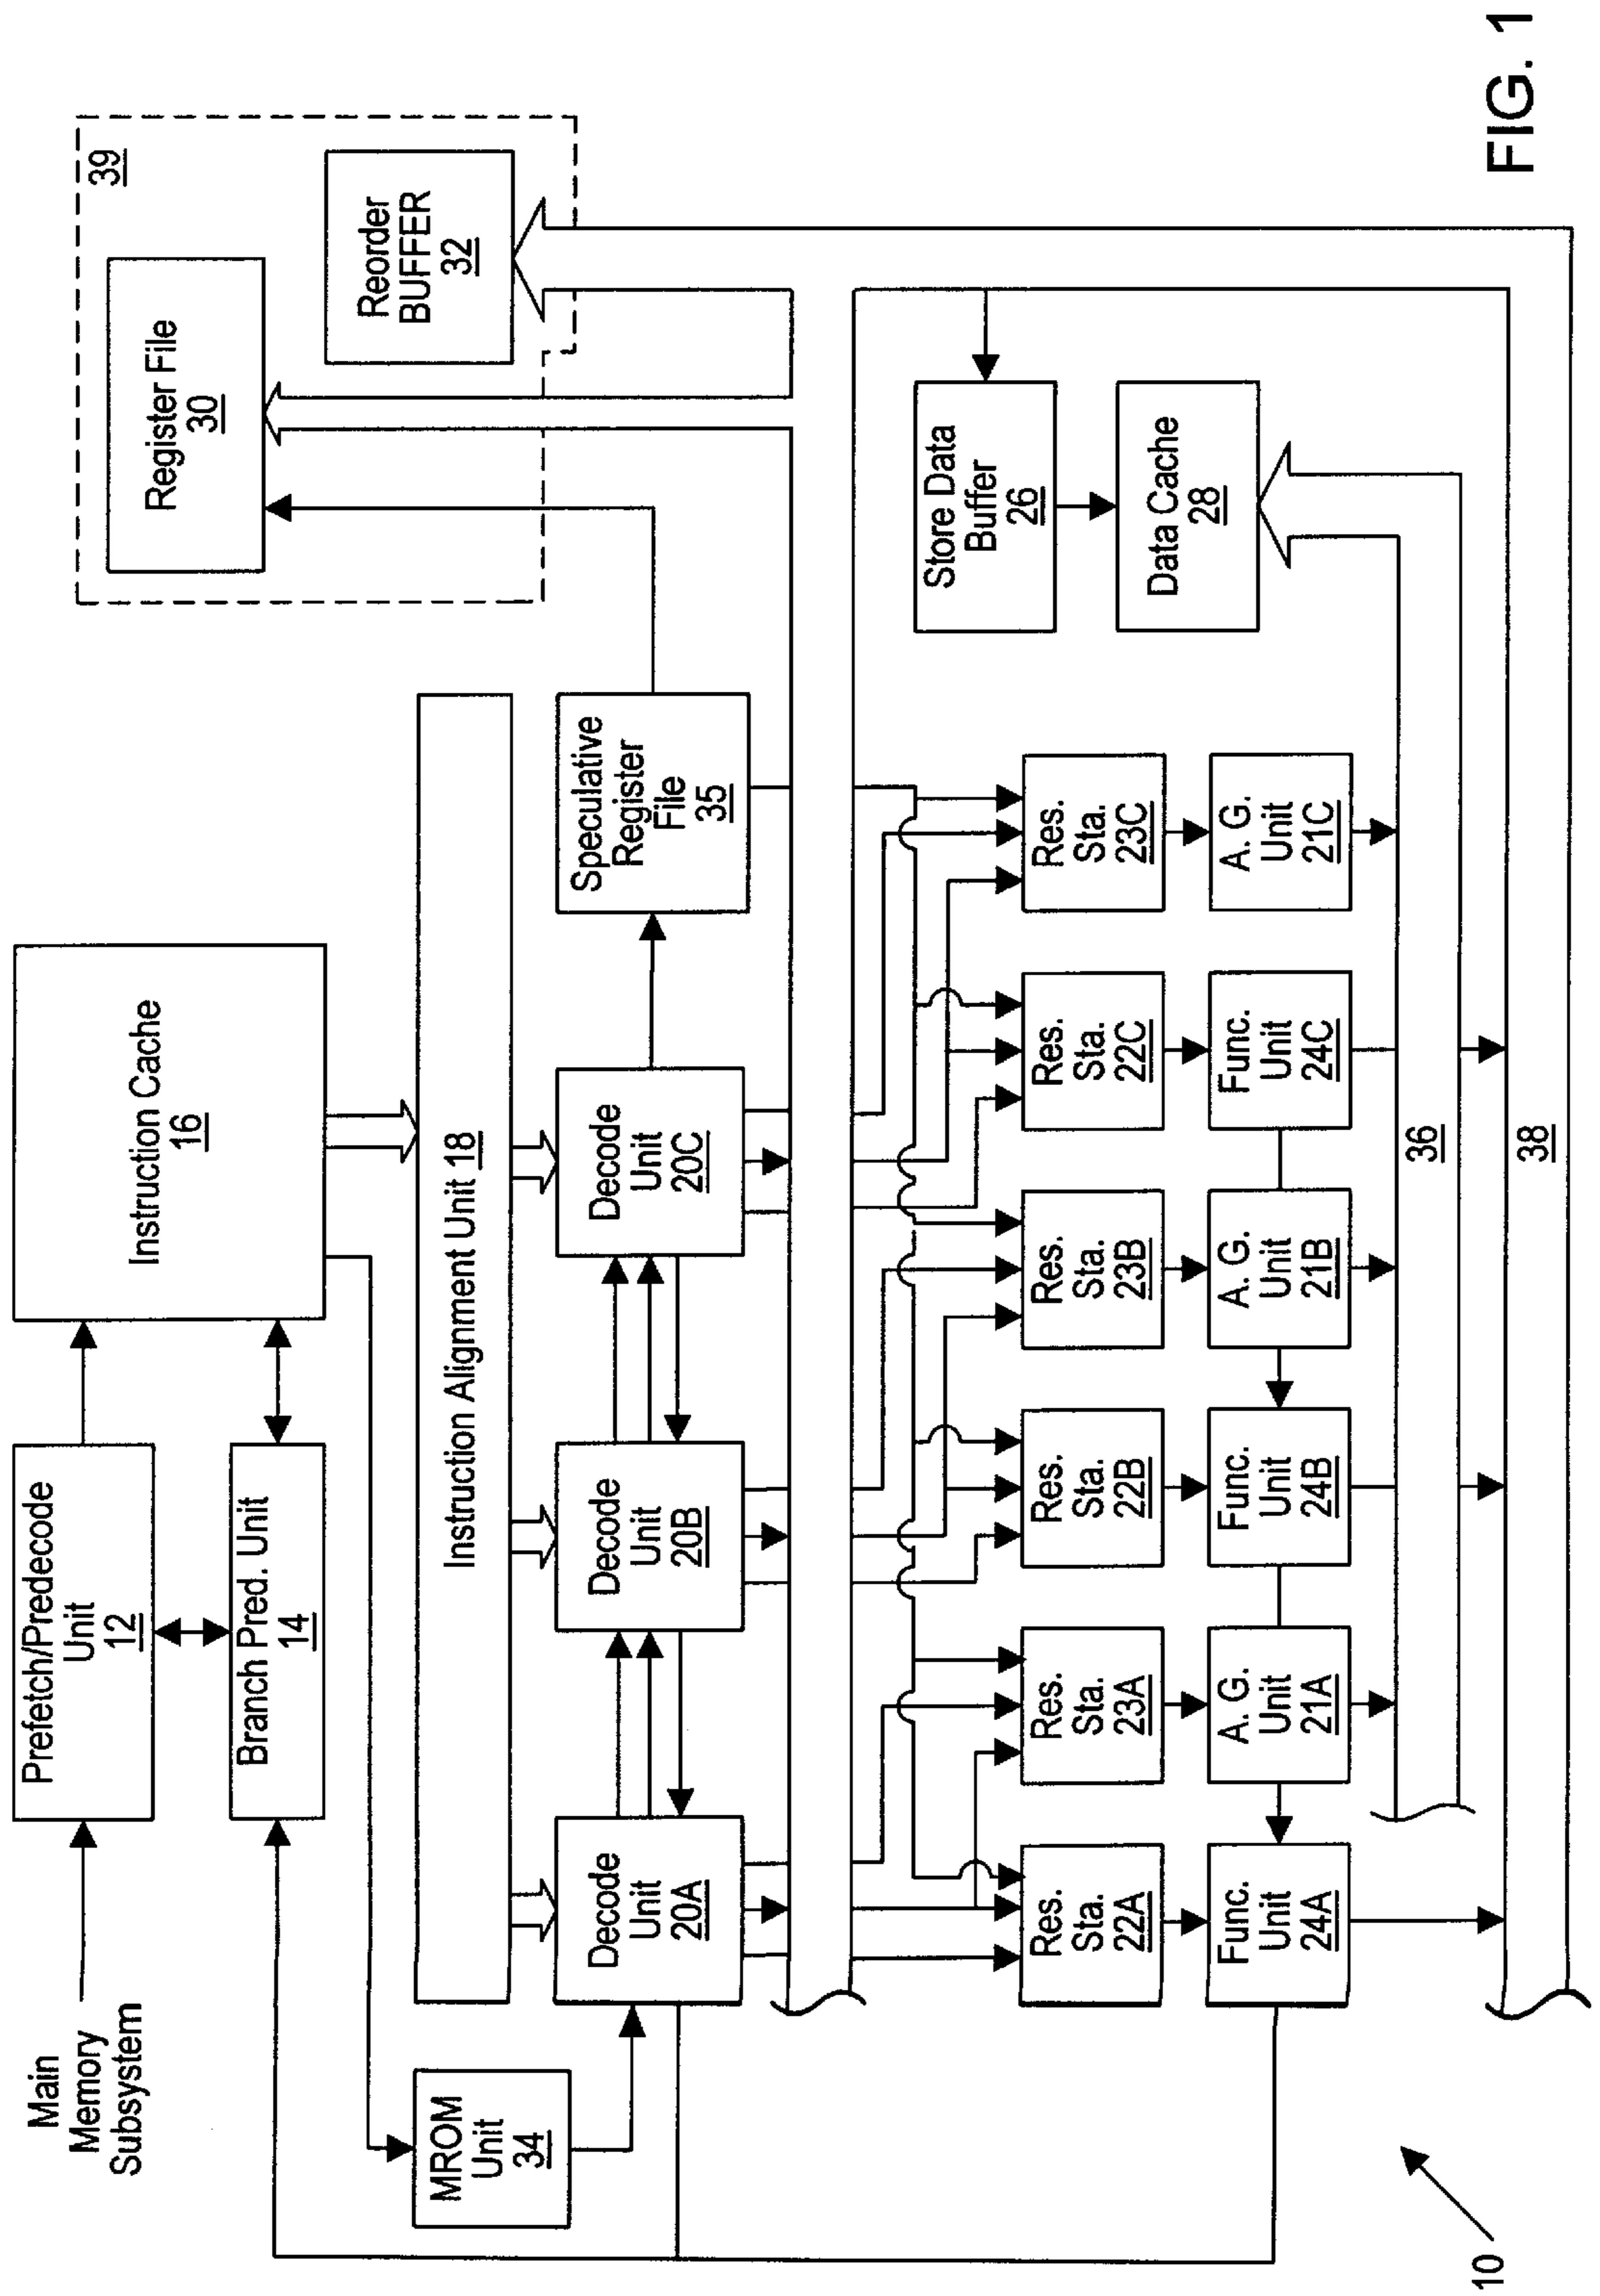 Main
Memory
Subsystem
Prefetch/Predecode
Unit
12
Branch Pred. Unit
14
Instruction Cache
16
Register File
30
39
Reorder
BUFFER
32
MROM
Unit
34
Instruction Alignment Unit 18
Decode
Unit
20A
Decode
Unit
20B
Decode
Unit
20C
Speculative
Register
File
35
Store Data
Buffer
26
Data Cache
28
Res.
Sta.
22A
Res.
Sta.
23A
Res.
Sta.
22B
Res.
Sta.
23B
Res.
Sta.
22C
Res.
Sta.
23C
Func.
Unit
24A
A. G.
Unit
21A
Func.
Unit
24B
A. G.
Unit
21B
Func.
Unit
24C
A. G.
Unit
21C
36
38
10
FIG. 1